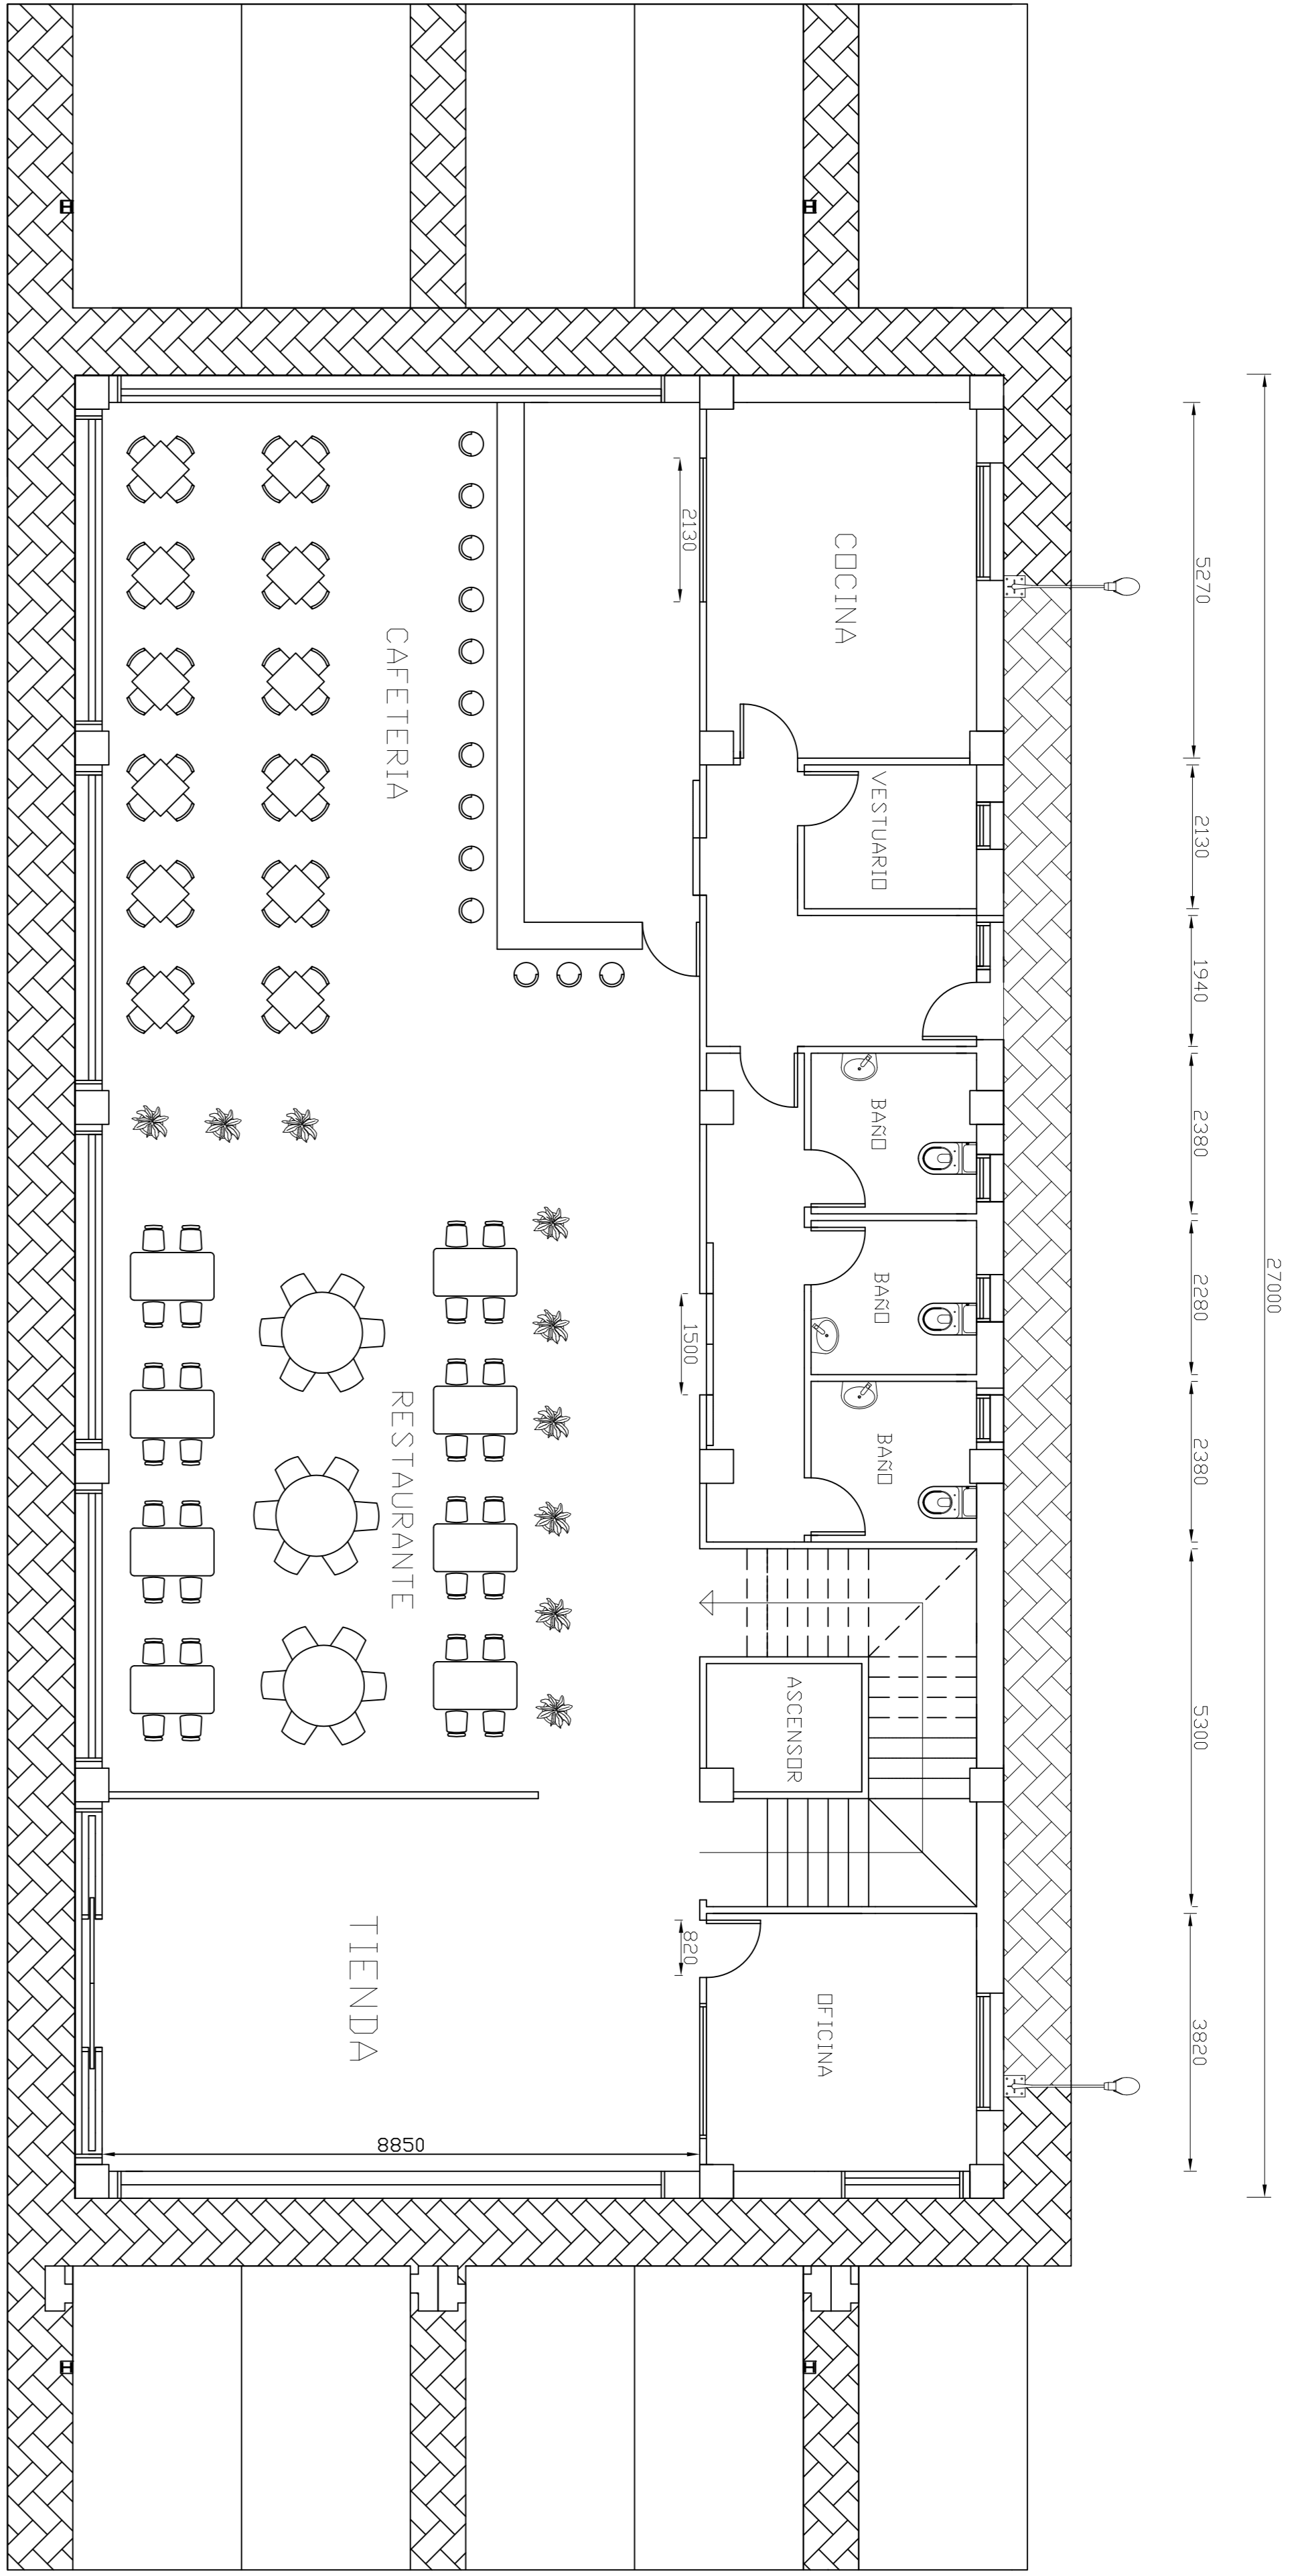 27000
5270
2130
1940
2380
2280
2380
5300
3820
COCINA
VESTUARIO
BAÑO
BAÑO
BAÑO
ASCENSOR
OFICINA
2130
1500
820
CAFETERIA
RESTAURANTE
TIENDA
8850